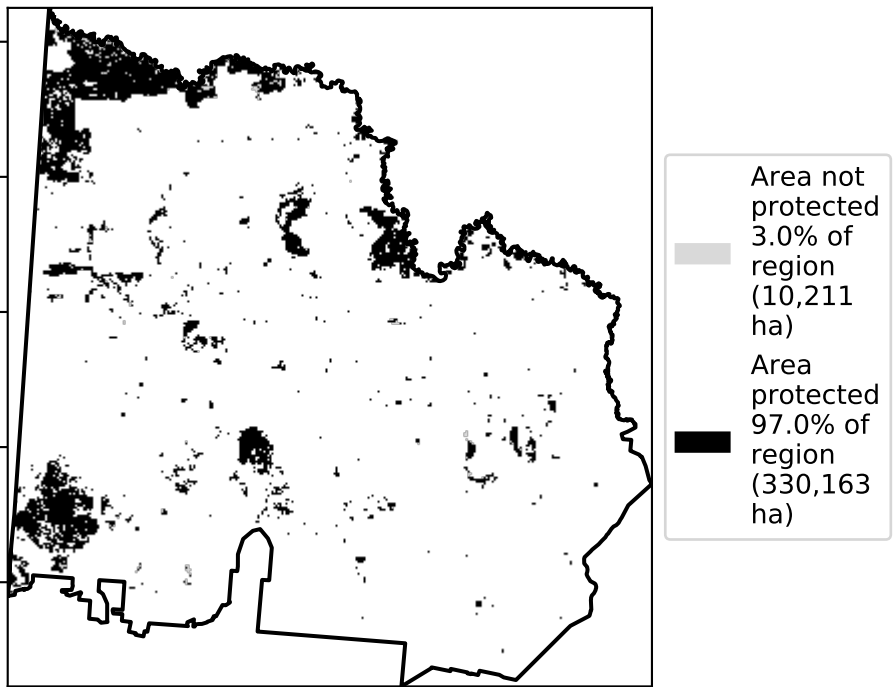 Area not
protected
3.0% of
region
(10,211
ha)
Area
protected
97.0% of
region
(330,163
ha)